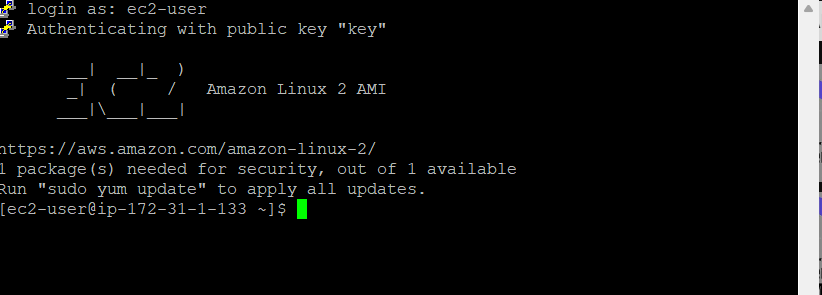 login as: ec2-user
Authenticating with public key "key"
       __|  __|_  )
       _|  (     /   Amazon Linux 2 AMI
      ___|\___|___|
https://aws.amazon.com/amazon-linux-2/
1 package(s) needed for security, out of 1 available
Run "sudo yum update" to apply all updates.
[ec2-user@ip-172-31-1-133 ~]$